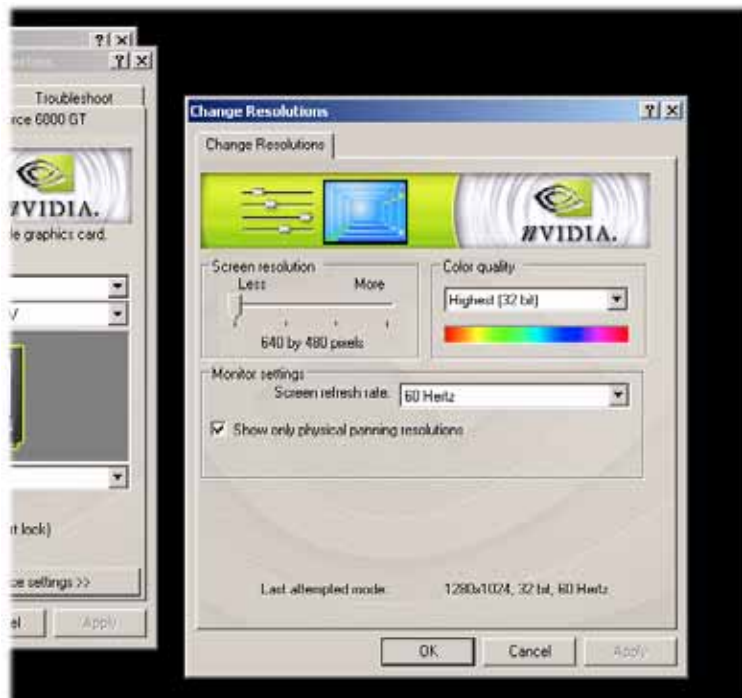 Troubleshoot
rce 6800 GT
NVIDIA.
le graphics card.
V
t lock)
ce settings >>
el
Apply
Change Resolutions
Change Resolutions
NVIDIA.
Screen resolution
Less
More
640 by 480 pixels
Color quality
Highest (32 bit)
Monitor settings
Screen refresh rate:
60 Hertz
Show only physical panning resolutions
Last attempted mode:
1280x1024, 32 bit, 60 Hertz
OK
Cancel
Apply